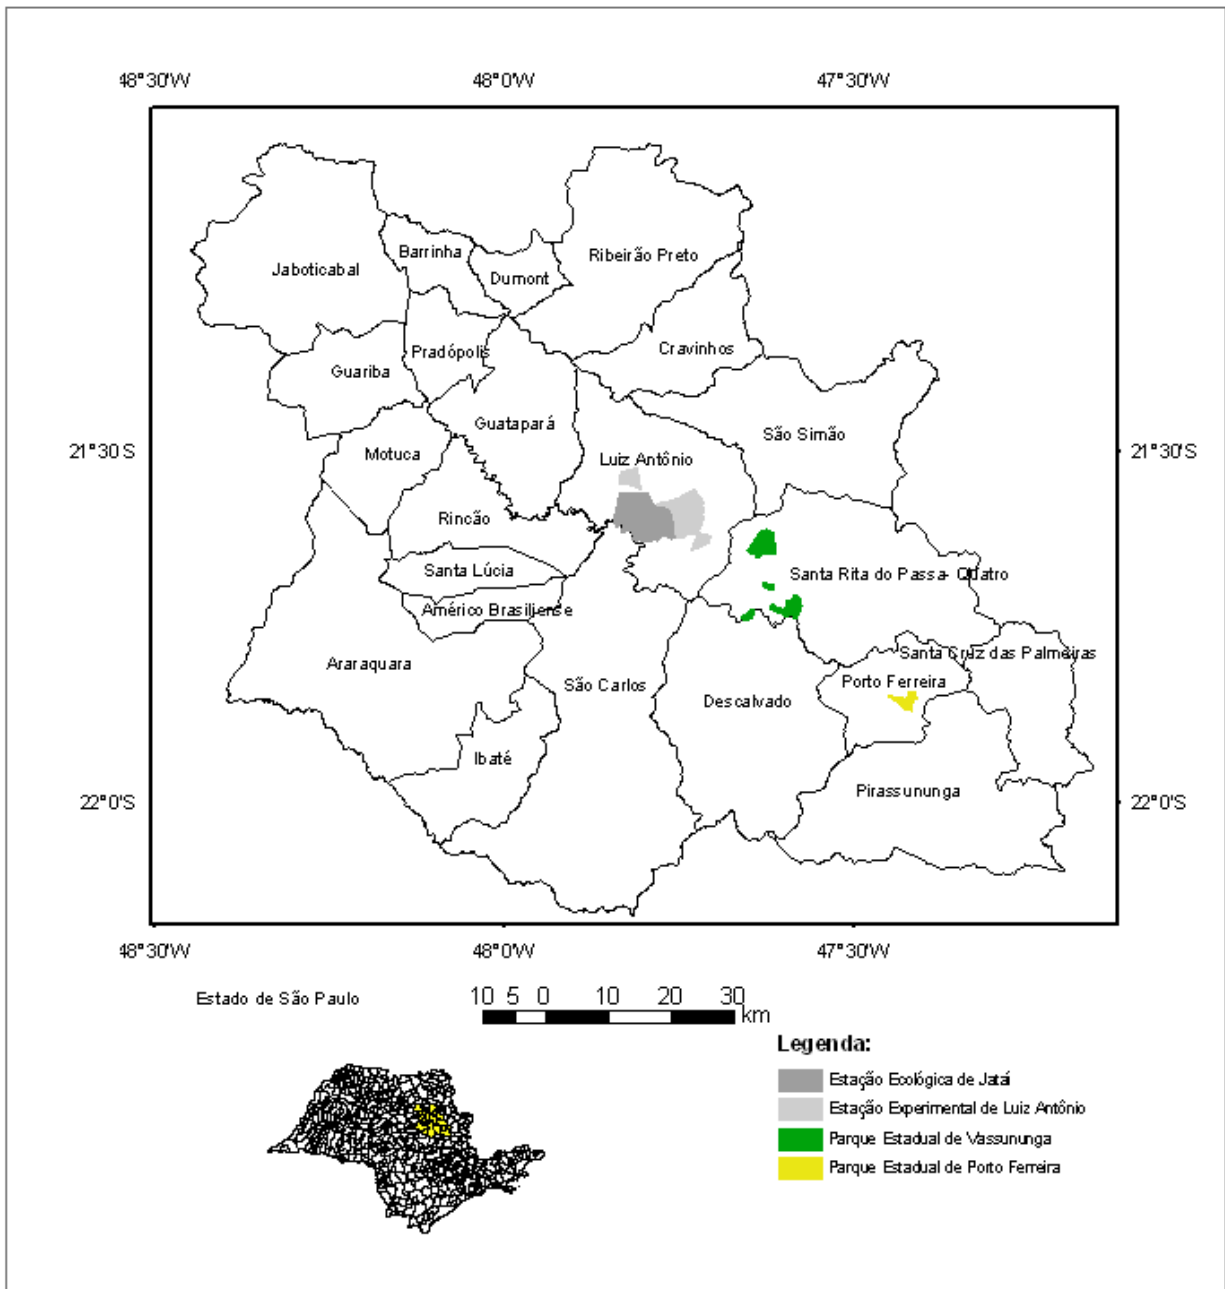 48°30'W 48°0'W 47°30'W
Jaboticabal
Barrinha
Dumont
Ribeirão Preto
Pradópolis
Cravinhos
Guariba
Guatapará
São Simão
Motuca
Luiz Antônio
21°30'S 21°30'S
Rincão
Santa Lúcia
Santa Rita do Passa- Quatro
Américo Brasiliense
Santa Cruz das Palmeiras
Araraquara
São Carlos
Porto Ferreira
Descalvado
Ibaté
Pirassununga
22°0'S 22°0'S
48°30'W 48°0'W 47°30'W
Estado de São Paulo
10 5 0 10 20 30
km
Legenda:
Estação Ecológica de Jataí
Estação Experimental de Luiz Antônio
Parque Estadual de Vassununga
Parque Estadual de Porto Ferreira